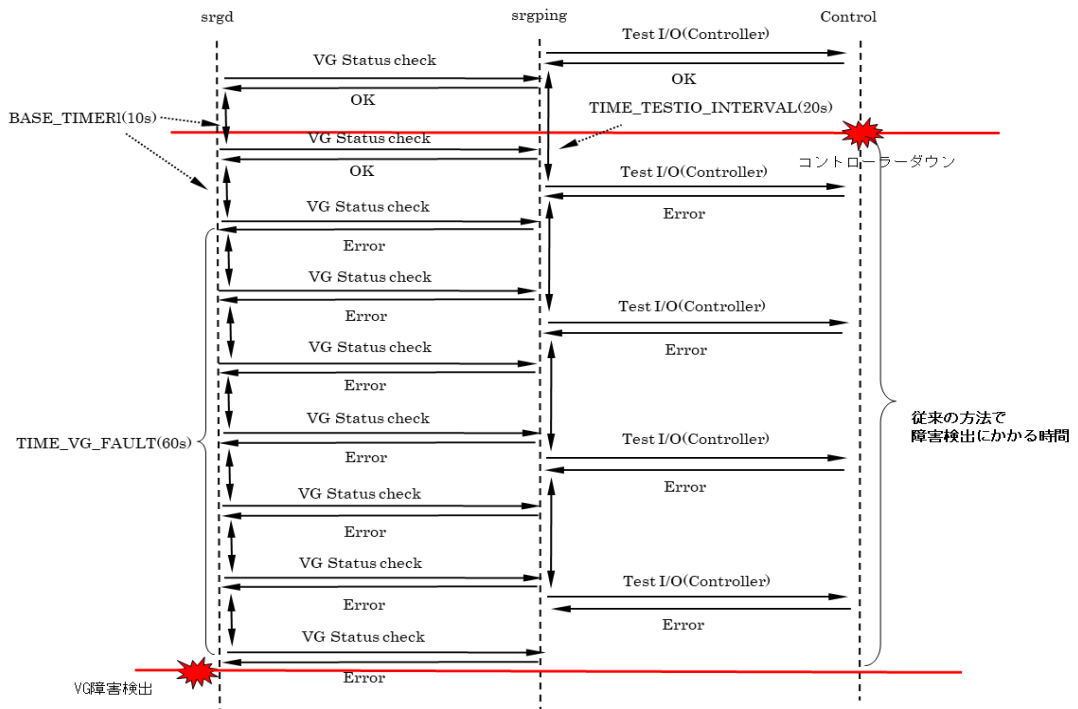 srgd
srgping
Control
Test I/O(Controller)
VG Status check
OK
OK
BASE_TIMER1(10s)
TIME_TESTIO_INTERVAL(20s)
VG Status check
コントローラーダウン
OK
Test I/O(Controller)
VG Status check
Error
Error
VG Status check
Error
Test I/O(Controller)
VG Status check
Error
Error
従来の方法で
障害検出にかかる時間
VG Status check
TIME_VG_FAULT(60s)
Test I/O(Controller)
Error
Error
VG Status check
Error
VG Status check
Test I/O(Controller)
Error
Error
VG Status check
Error
VG障害検出